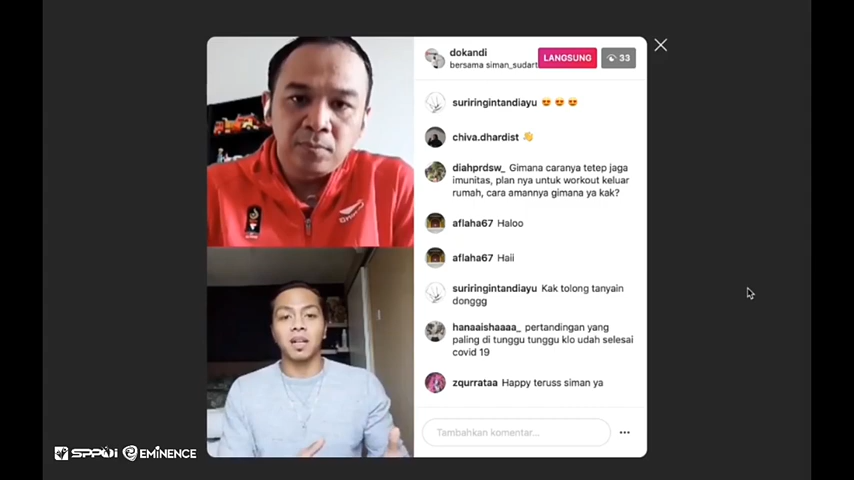 dokandi
bersama siman_sudart
LANGSUNG
33
suriringintandiayu
chiva.dhardist
diahprdsw_ Gimana caranya tetep jaga
imunitas, plan nya untuk workout keluar
rumah, cara amannya gimana ya kak?
aflaha67 Haloo
aflaha67 Haii
suriringintandiayu Kak tolong tanyain
donggg
hanaaishaaaa_ pertandingan yang
paling di tunggu tunggu klo udah selesai
covid 19
zqurrataa Happy teruss siman ya
Tambahkan komentar...
EMINENCE